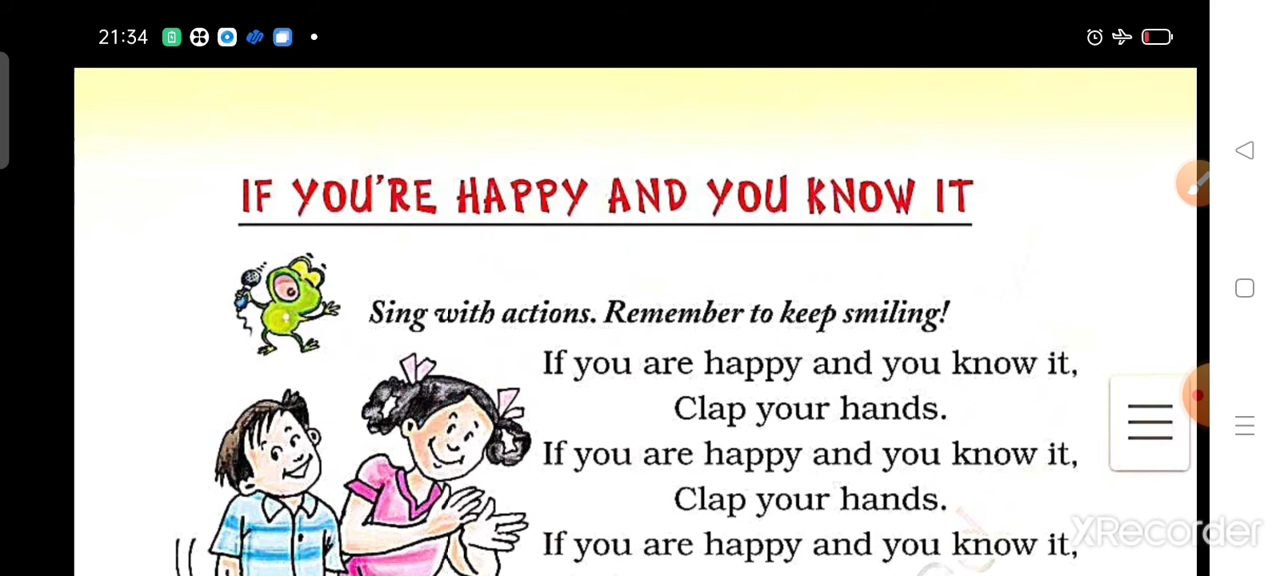 21:34
IF YOU'RE HAPPY AND YOU KNOW IT
Sing with actions. Remember to keep smiling!
If you are happy and you know it,
Clap your hands.
If you are happy and you know it,
Clap your hands.
If you are happy and you know it,
XRecorder